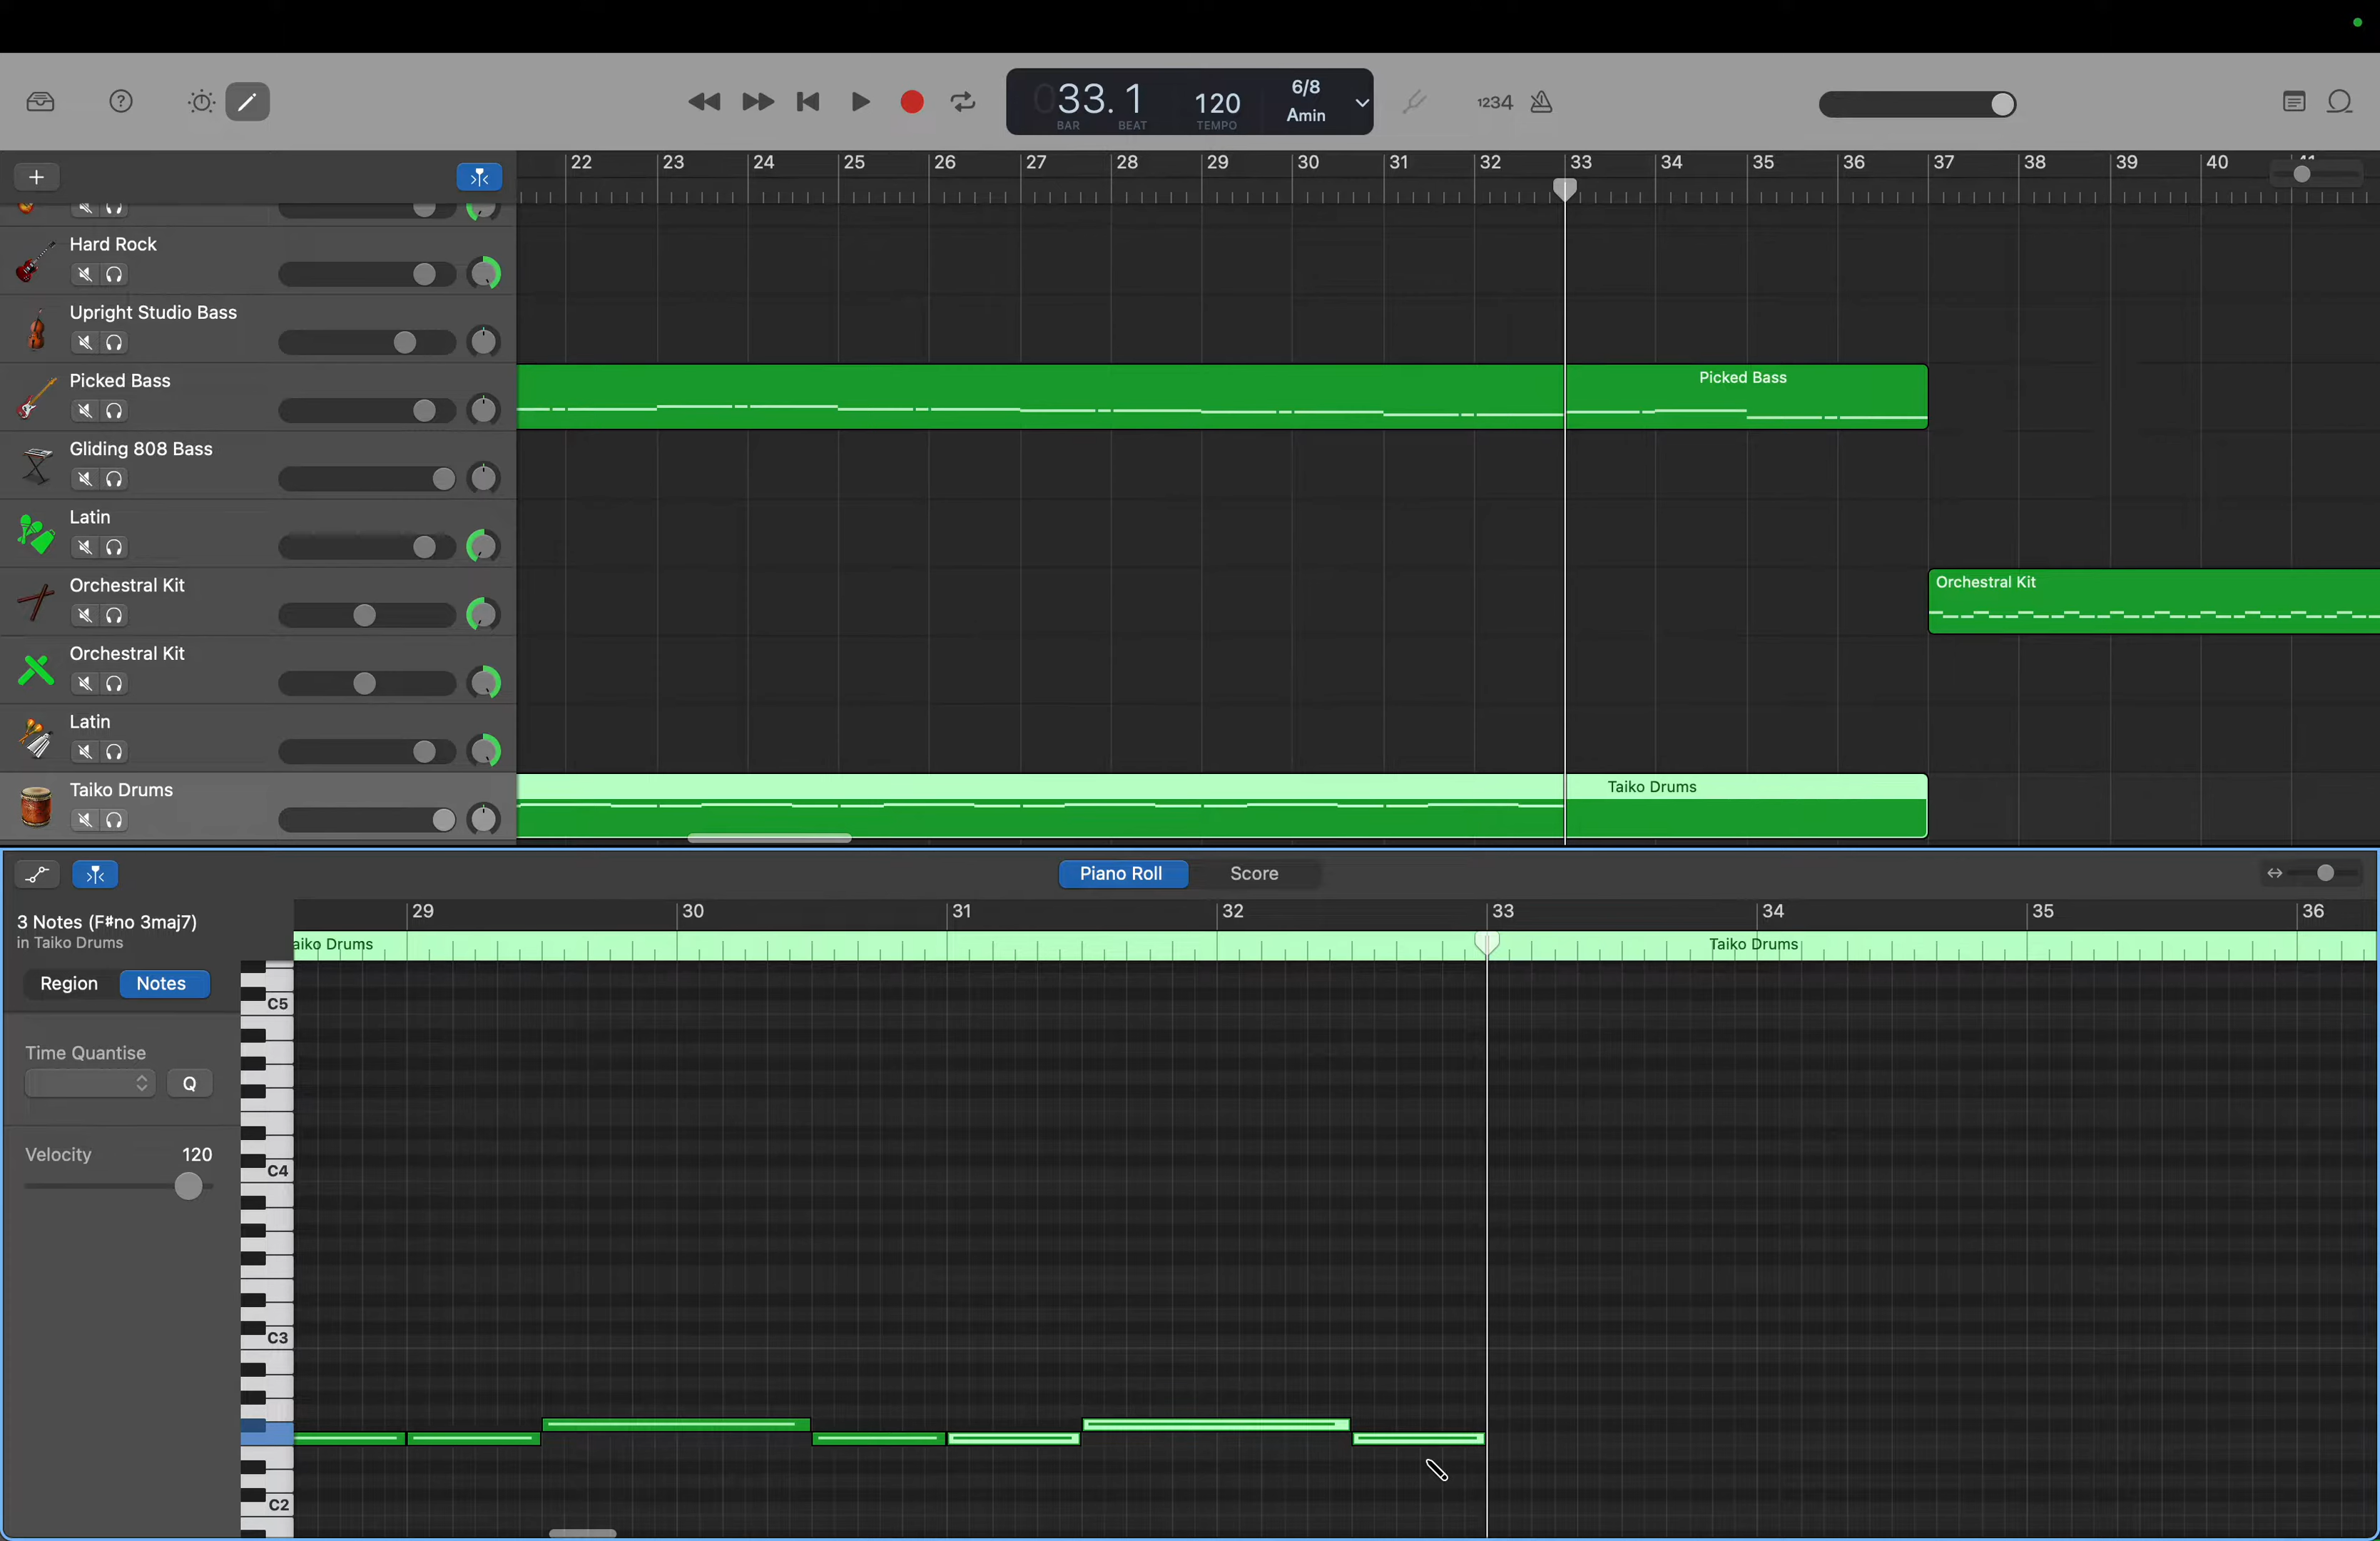 033. 1
120
6/8
Amin
1234
BAR
BEAT
TEMPO
22 23 24 25 26 27 28 29 30 31 32 33 34 35 36 37 38 39 40 41
Hard Rock
Upright Studio Bass
Picked Bass
Picked Bass
Gliding 808 Bass
Latin
Orchestral Kit
Orchestral Kit
Orchestral Kit
Latin
Taiko Drums
Taiko Drums
Piano Roll
Score
3 Notes (F#no 3maj7)
in Taiko Drums
29 30 31 32 33 34 35 36
aiko Drums
Taiko Drums
Region
Notes
C5
Time Quantise
Q
Velocity 120
C4
C3
C2